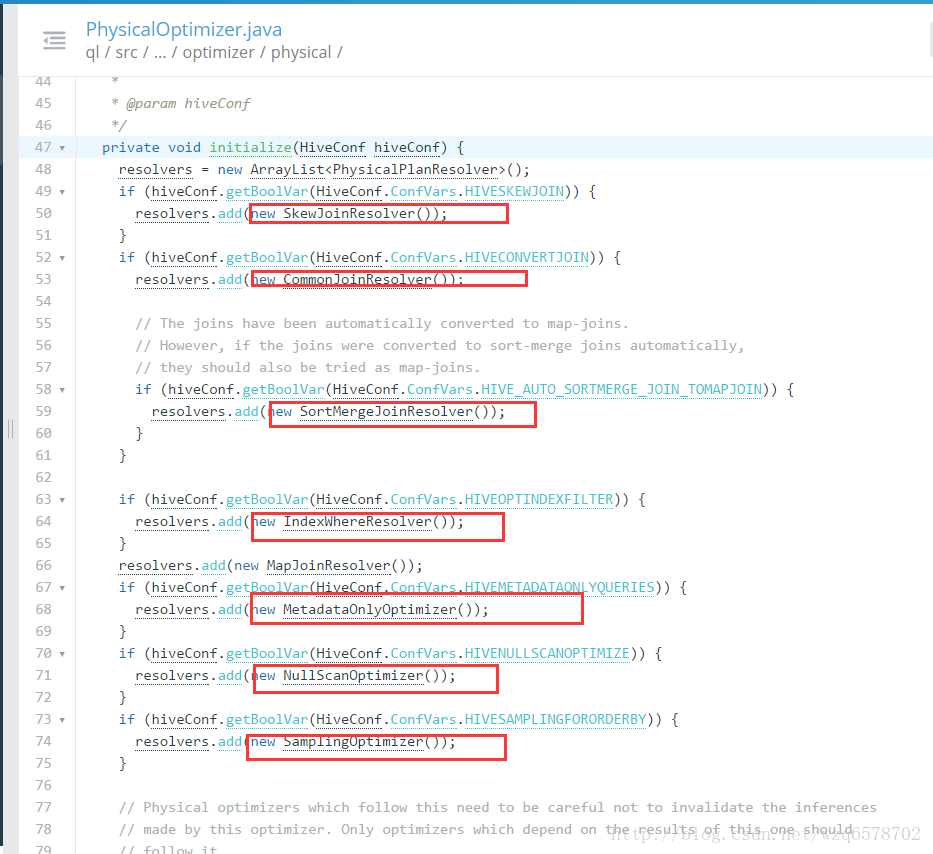 PhysicalOptimizer.java
ql / src / ... / optimizer / physical /
44 *
45 * @param hiveConf
46 */
47 private void initialize(HiveConf hiveConf) {
48 resolvers = new ArrayList<PhysicalPlanResolver>();
49 if (hiveConf.getBoolVar(HiveConf.ConfVars.HIVESKEWJOIN)) {
50 resolvers.add(new SkewJoinResolver());
51 }
52 if (hiveConf.getBoolVar(HiveConf.ConfVars.HIVECONVERTJOIN)) {
53 resolvers.add(new CommonJoinResolver());
54
55 // The joins have been automatically converted to map-joins.
56 // However, if the joins were converted to sort-merge joins automatically,
57 // they should also be tried as map-joins.
58 if (hiveConf.getBoolVar(HiveConf.ConfVars.HIVE_AUTO_SORTMERGE_JOIN_TOMAPJOIN)) {
59 resolvers.add(new SortMergeJoinResolver());
60 }
61 }
62
63 if (hiveConf.getBoolVar(HiveConf.ConfVars.HIVEOPTINDEXFILTER)) {
64 resolvers.add(new IndexWhereResolver());
65 }
66 resolvers.add(new MapJoinResolver());
67 if (hiveConf.getBoolVar(HiveConf.ConfVars.HIVEMETADATAONLYQUERIES)) {
68 resolvers.add(new MetadataOnlyOptimizer());
69 }
70 if (hiveConf.getBoolVar(HiveConf.ConfVars.HIVENULLSCANOPTIMIZE)) {
71 resolvers.add(new NullScanOptimizer());
72 }
73 if (hiveConf.getBoolVar(HiveConf.ConfVars.HIVESAMPLINGFORORDERBY)) {
74 resolvers.add(new SamplingOptimizer());
75 }
76
77 // Physical optimizers which follow this need to be careful not to invalidate the inferences
78 // made by this optimizer. Only optimizers which depend on the results of this one should
79 // follow it.
http://blog.csdn.net/wzq6578702